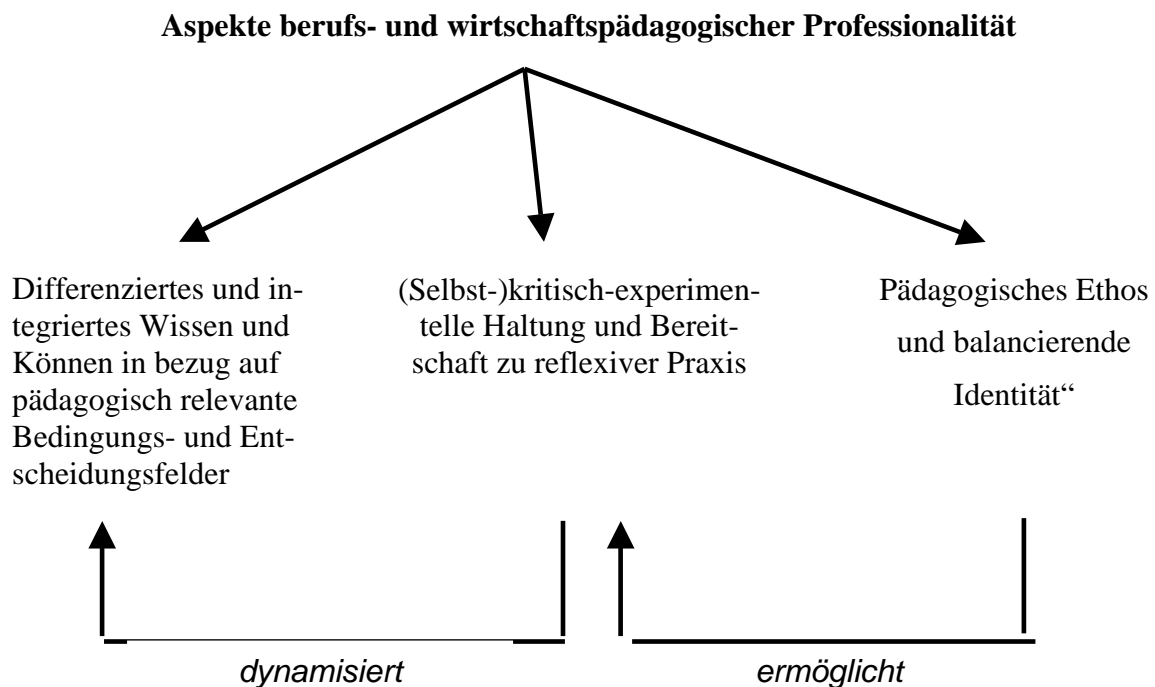 Aspekte berufs- und wirtschaftspädagogischer Professionalität
Differenziertes und in-
tegriertes Wissen und
Können in bezug auf
pädagogisch relevante
Bedingungs- und Ent-
scheidungsfelder
(Selbst-)kritisch-experimen-
telle Haltung und Bereit-
schaft zu reflexiver Praxis
Pädagogisches Ethos
und balancierende
Identität“
dynamisiert
ermöglicht